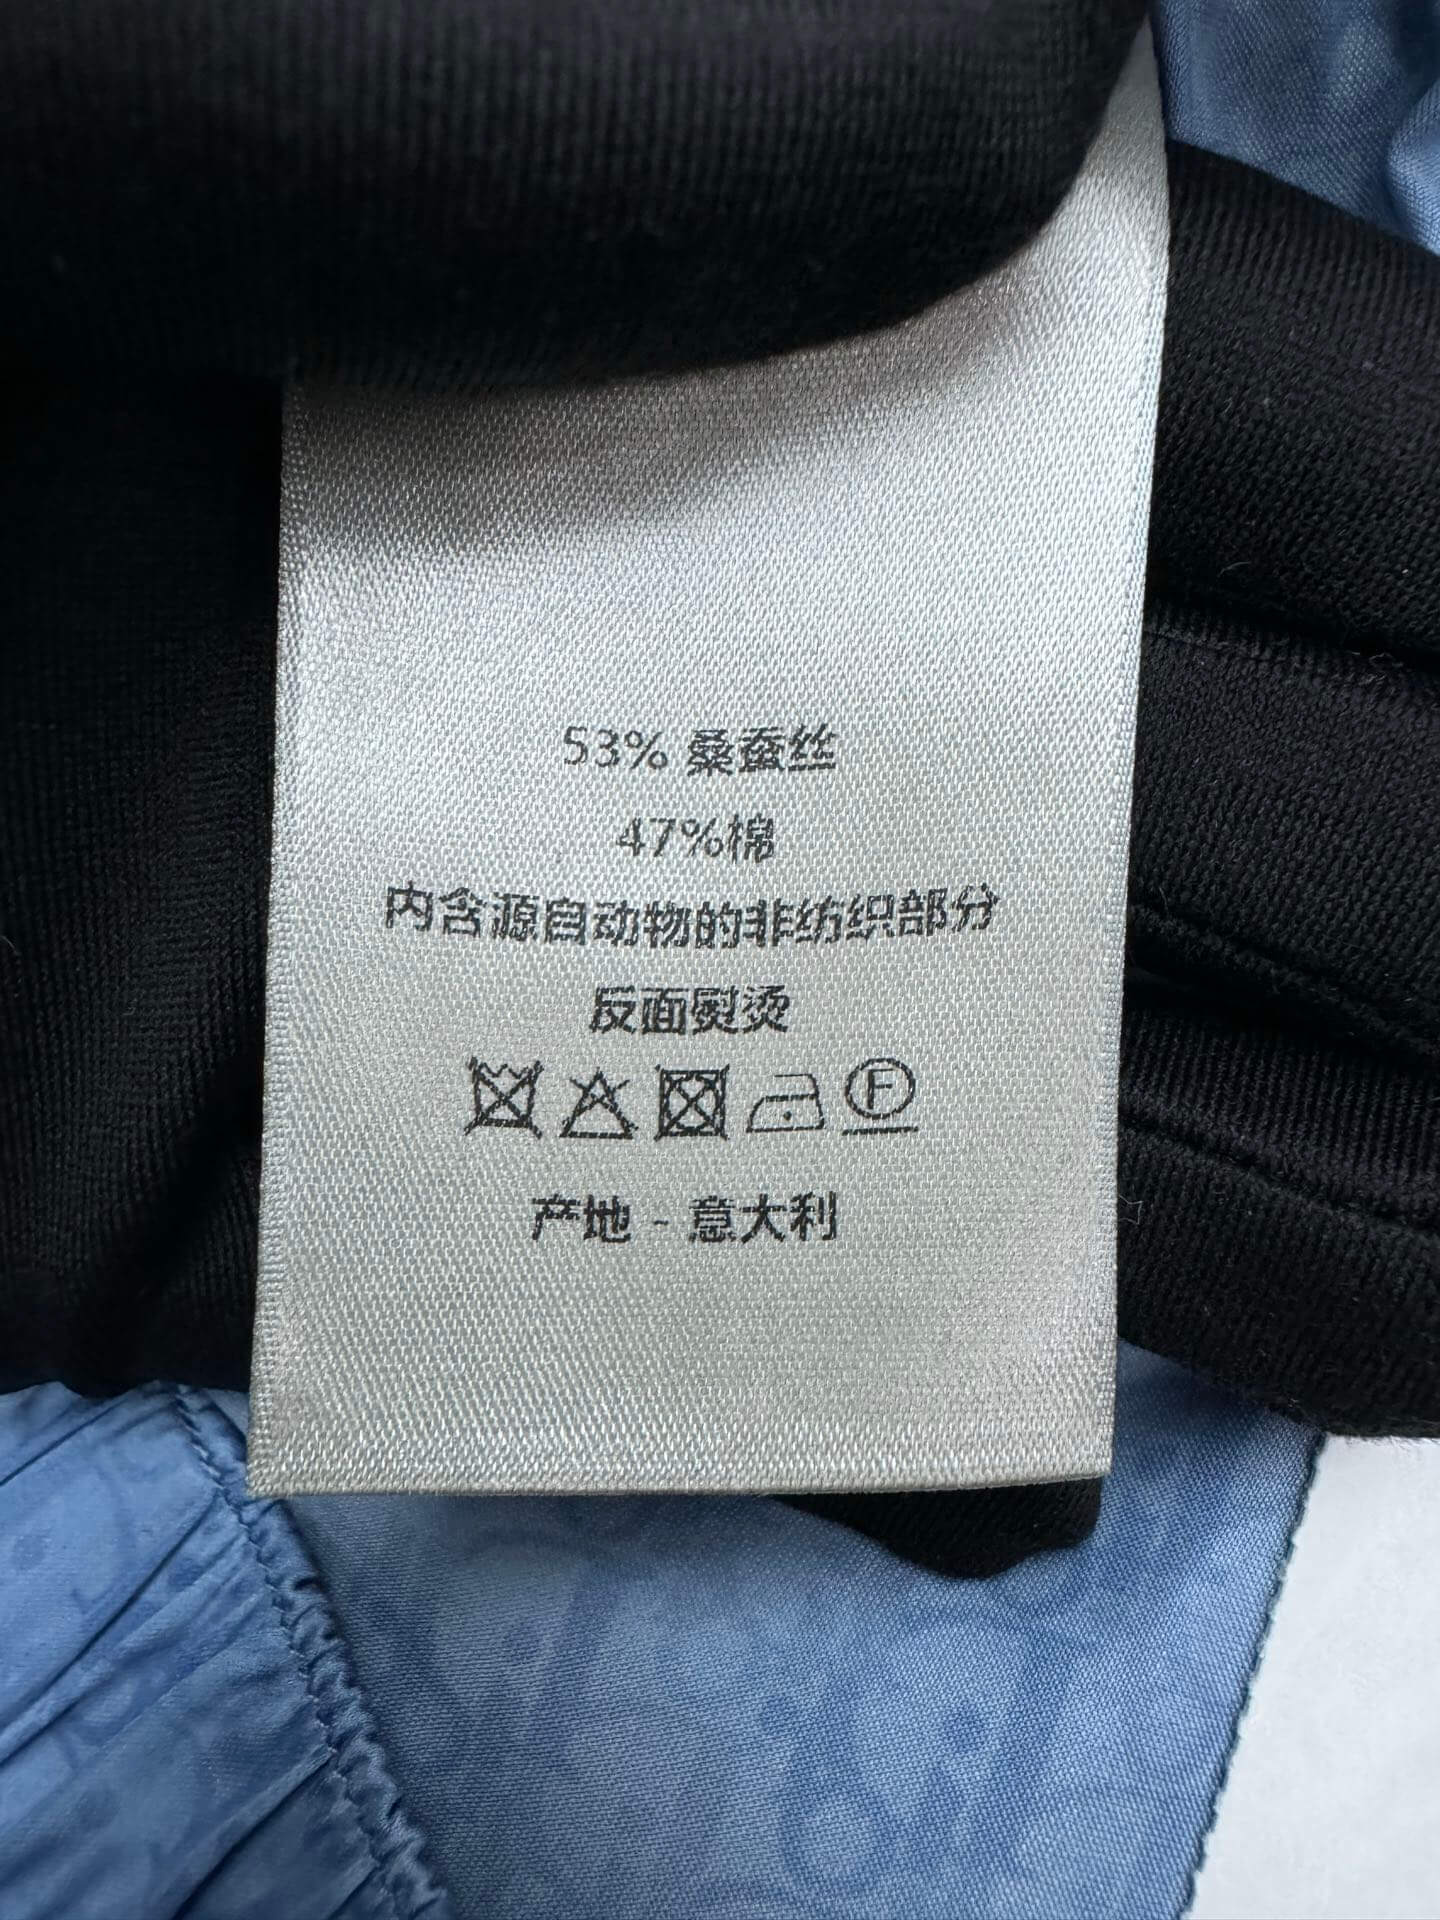 53% 桑蚕丝
47%棉
内含源自动物的非纺织部分
反面熨烫
F
产地 - 意大利